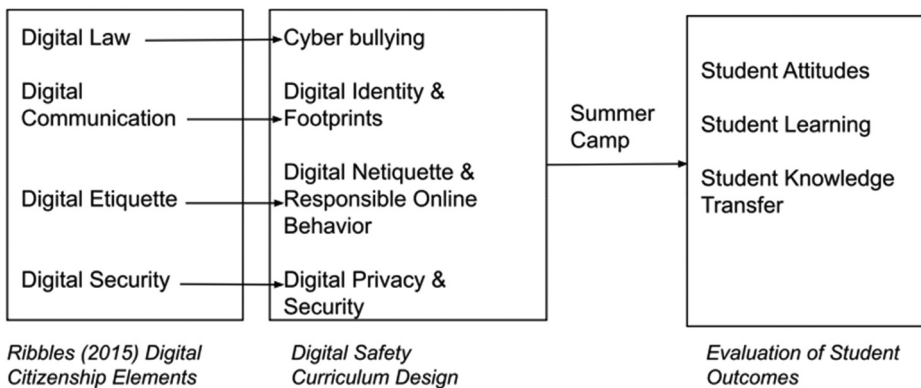 Digital Law
Digital
Communication
Digital Etiquette
Digital Security
Cyber bullying
Digital Identity &
Footprints
Digital Netiquette &
Responsible Online
Behavior
Digital Privacy &
Security
Summer
Camp
Student Attitudes
Student Learning
Student Knowledge
Transfer
Ribbles (2015) Digital
Citizenship Elements
Digital Safety
Curriculum Design
Evaluation of Student
Outcomes